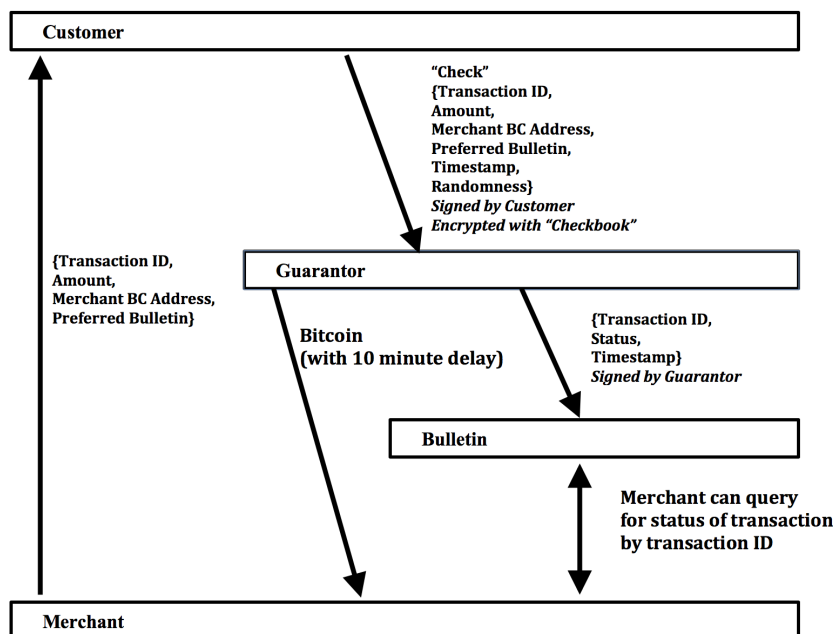 Customer
“Check”
{Transaction ID,
Amount,
Merchant BC Address,
Preferred Bulletin,
Timestamp,
Randomness}
Signed by Customer
Encrypted with “Checkbook”
{Transaction ID,
Amount,
Merchant BC Address,
Preferred Bulletin}
Guarantor
Bitcoin
(with 10 minute delay)
{Transaction ID,
Status,
Timestamp}
Signed by Guarantor
Bulletin
Merchant can query
for status of transaction
by transaction ID
Merchant